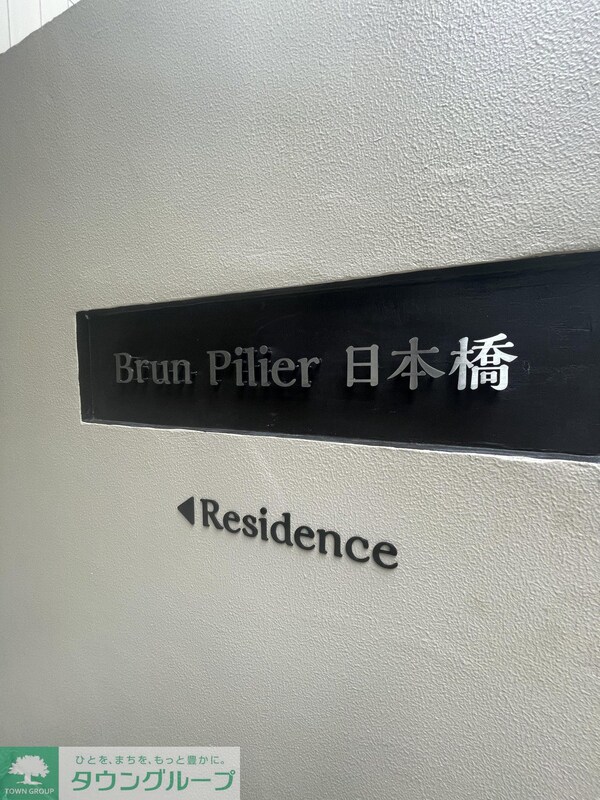 Brun Pilier 日本橋
◀Residence
ひとを、まちを、もっと豊かに。
TOWN GROUP
タウングループ